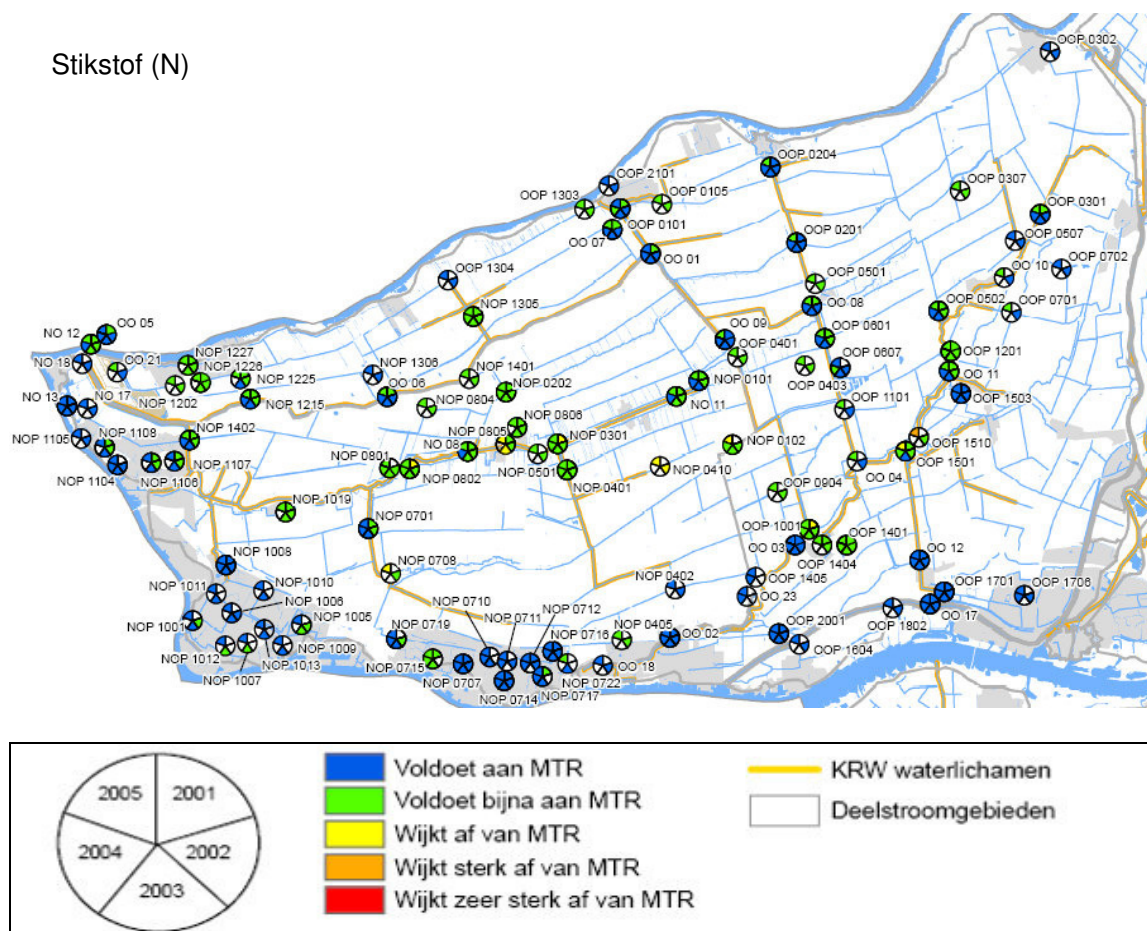 Stikstof (N)
OOP 0302
OOP 0204
OOP 2101
OOP 0307
OOP 1303
OOP 0105
OOP 0301
OOP 0101
OO 07
OOP 0201
OOP 0507
OO 01
OO 10
OOP 0702
OOP 1304
OOP 0501
OOP 0502
OOP 0701
NOP 1305
OO 08
OO 05
NO 12
OO 09
OOP 0601
OOP 0401
OOP 1201
NO 18
OO 21
NOP 1227
NOP 1226
NOP 1306
NOP 1401
OOP 0607
OO 11
NOP 1225
OO 06
NOP 0202
NOP 0101
OOP 0403
OOP 1503
NO 13
NO 17
NOP 1202
NOP 1215
NOP 0804
NO 11
OOP 1101
NOP 1105
NOP 1108
NOP 1402
NOP 0806
NOP 0805
NOP 0301
NOP 0102
OOP 1510
NO 08
NOP 0801
NOP 1107
NOP 0501
NOP 0410
OOP 1501
NOP 1104
NOP 1106
NOP 0802
NOP 0401
OO 04
OOP 0904
NOP 1019
NOP 0701
OOP 1001
OOP 1401
OO 03
OOP 1404
NOP 1008
NOP 0708
OO 12
NOP 1011
NOP 1010
NOP 0402
OOP 1405
OOP 1701
OOP 1706
NOP 1006
NOP 0710
NOP 0712
OO 23
NOP 1001
NOP 1005
NOP 0711
OO 17
NOP 0719
NOP 0716
NOP 0405
OO 02
OOP 2001
OOP 1802
NOP 1012
NOP 1009
OOP 1604
NOP 1007
NOP 1013
NOP 0715
NOP 0707
OO 18
NOP 0722
NOP 0714
NOP 0717
2005
2001
2004
2002
2003
Voldoet aan MTR
Voldoet bijna aan MTR
Wijkt af van MTR
Wijkt sterk af van MTR
Wijkt zeer sterk af van MTR
KRW waterlichamen
Deelstroomgebieden